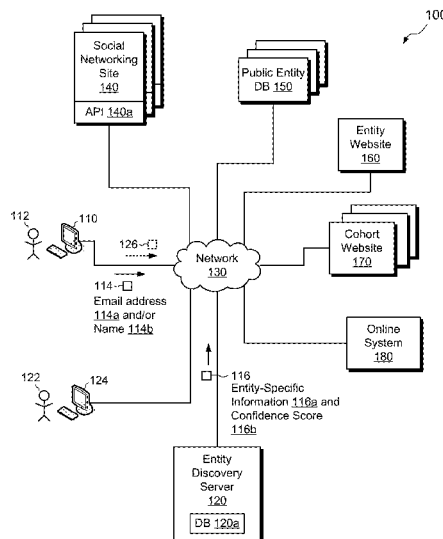 100
Social
Networking
Site
140
API 140a
Public Entity
DB 150
Entity
Website
160
112
110
126
Network
130
Cohort
Website
170
114
Email address
114a and/or
Name 114b
Online
System
180
122
124
116
Entity-Specific
Information 116a and
Confidence Score
116b
Entity
Discovery
Server
120
DB 120a